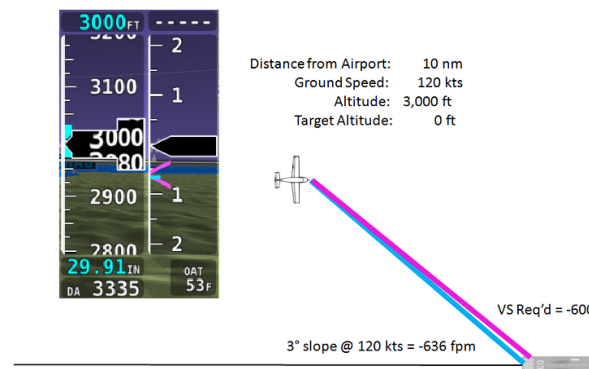 3000FT -----
3200
2
3100
1
3000
80
2900
1
2800
2
29.91IN
OAT
DA 3335
53F
Distance from Airport: 10 nm
Ground Speed: 120 kts
Altitude: 3,000 ft
Target Altitude: 0 ft
VS Req'd = -600
3° slope @ 120 kts = -636 fpm